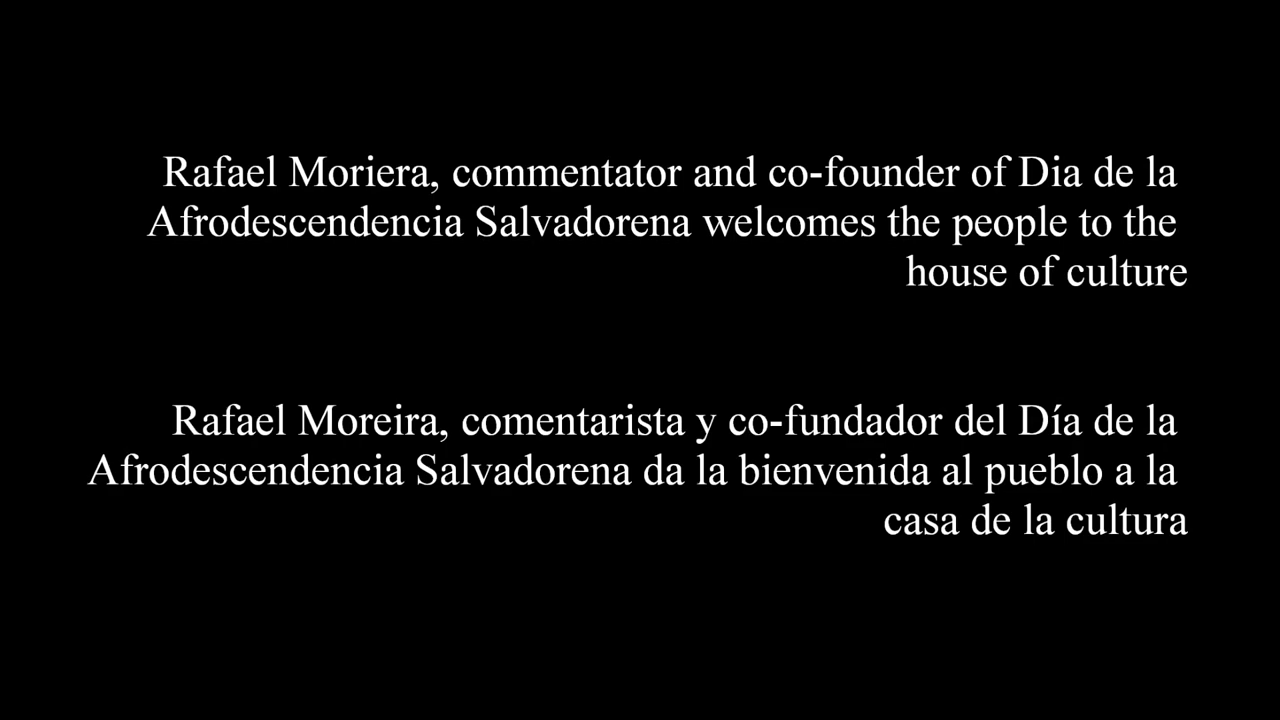 Rafael Moriera, commentator and co-founder of Dia de la
Afrodescendencia Salvadorena welcomes the people to the
house of culture
Rafael Moreira, comentarista y co-fundador del Día de la
Afrodescendencia Salvadorena da la bienvenida al pueblo a la
casa de la cultura